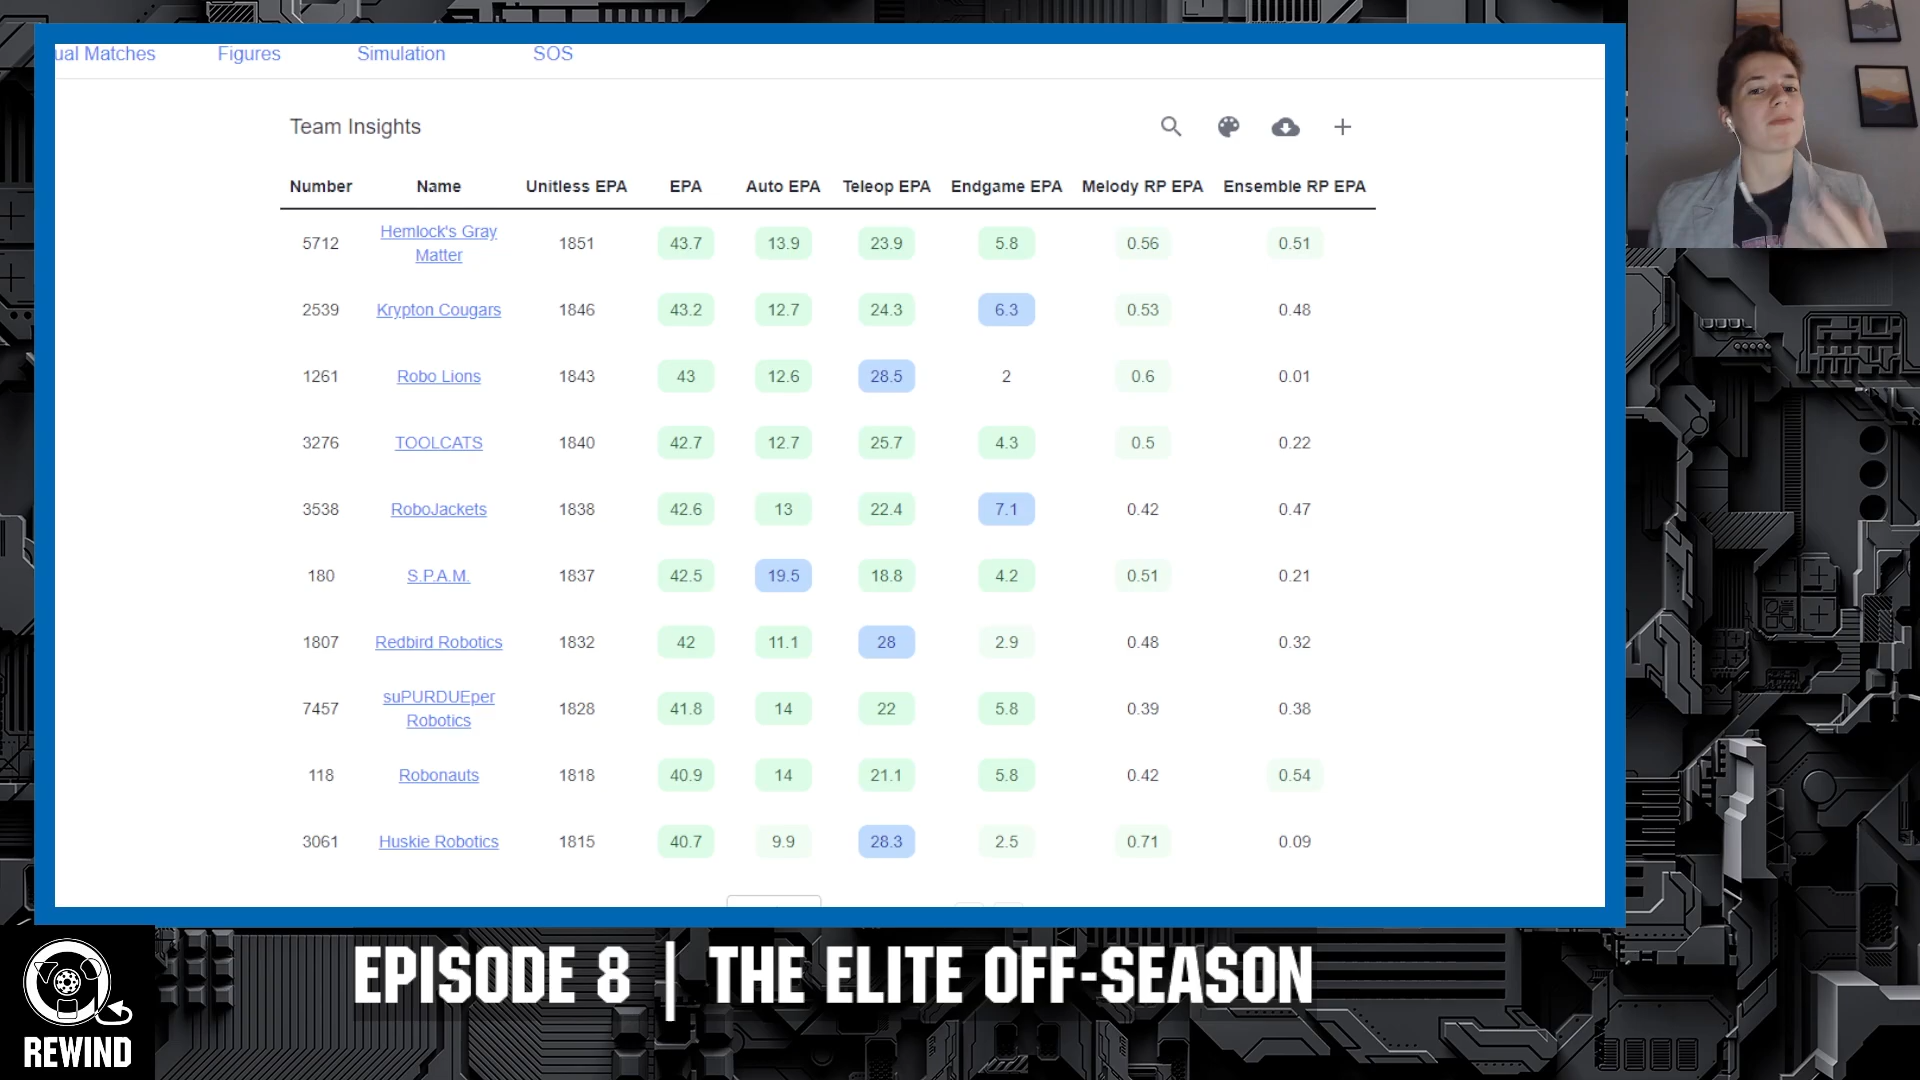 ual Matches Figures Simulation SOS
Team Insights
Number Name Unitless EPA EPA Auto EPA Teleop EPA Endgame EPA Melody RP EPA Ensemble RP EPA
5712 Hemlock's Gray Matter 1851 43.7 13.9 23.9 5.8 0.56 0.51
2539 Krypton Cougars 1846 43.2 12.7 24.3 6.3 0.53 0.48
1261 Robo Lions 1843 43 12.6 28.5 2 0.6 0.01
3276 TOOLCATS 1840 42.7 12.7 25.7 4.3 0.5 0.22
3538 RoboJackets 1838 42.6 13 22.4 7.1 0.42 0.47
180 S.P.A.M. 1837 42.5 19.5 18.8 4.2 0.51 0.21
1807 Redbird Robotics 1832 42 11.1 28 2.9 0.48 0.32
7457 suPURDUEper Robotics 1828 41.8 14 22 5.8 0.39 0.38
118 Robonauts 1818 40.9 14 21.1 5.8 0.42 0.54
3061 Huskie Robotics 1815 40.7 9.9 28.3 2.5 0.71 0.09
EPISODE 8 | THE ELITE OFF-SEASON
REWIND